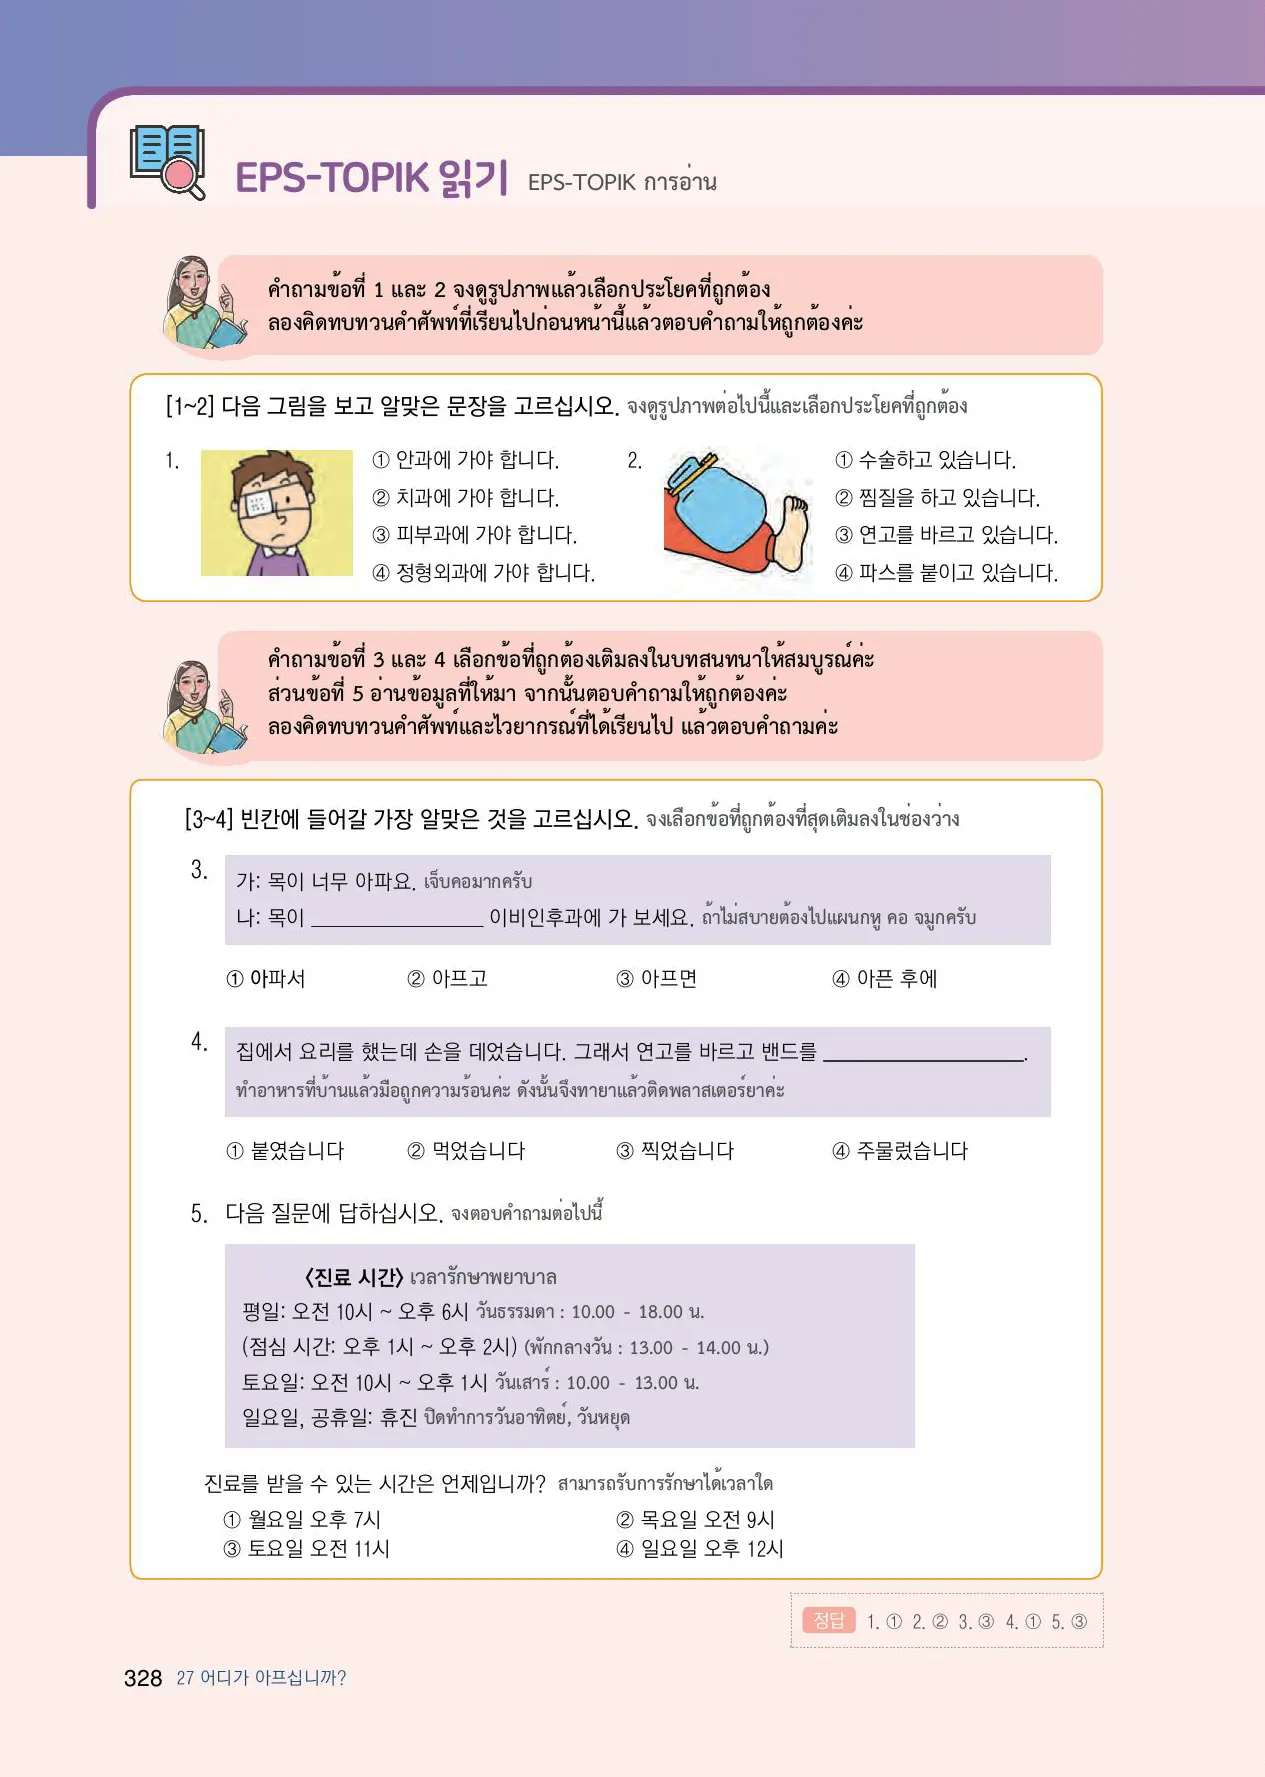 EPS-TOPIK 읽기 EPS-TOPIK การอ่าน
คำถามข้อที่ 1 และ 2 จงดูรูปภาพแล้วเลือกประโยคที่ถูกต้อง
ลองคิดทบทวนคำศัพท์ที่เรียนไปก่อนหน้านี้แล้วตอบคำถามให้ถูกต้องค่ะ
[1~2] 다음 그림을 보고 알맞은 문장을 고르십시오. จงดูรูปภาพต่อไปนี้และเลือกประโยคที่ถูกต้อง
1.
① 안과에 가야 합니다.
② 치과에 가야 합니다.
③ 피부과에 가야 합니다.
④ 정형외과에 가야 합니다.
2.
① 수술하고 있습니다.
② 찜질을 하고 있습니다.
③ 연고를 바르고 있습니다.
④ 파스를 붙이고 있습니다.
คำถามข้อที่ 3 และ 4 เลือกข้อที่ถูกต้องเติมลงในบทสนทนาให้สมบูรณ์ค่ะ
ส่วนข้อที่ 5 อ่านข้อมูลที่ให้มา จากนั้นตอบคำถามให้ถูกต้องค่ะ
ลองคิดทบทวนคำศัพท์และไวยากรณ์ที่ได้เรียนไป แล้วตอบคำถามค่ะ
[3~4] 빈칸에 들어갈 가장 알맞은 것을 고르십시오. จงเลือกข้อที่ถูกต้องที่สุดเติมลงในช่องว่าง
3.
가: 목이 너무 아파요. เจ็บคอมากครับ
나: 목이 ________________ 이비인후과에 가 보세요. ถ้าไม่สบายต้องไปแผนกหู คอ จมูกครับ
① 아파서 ② 아프고 ③ 아프면 ④ 아픈 후에
4.
집에서 요리를 했는데 손을 데었습니다. 그래서 연고를 바르고 밴드를 ___________________.
ทำอาหารที่บ้านแล้วมือถูกความร้อนค่ะ ดังนั้นจึงทายาแล้วติดพลาสเตอร์ยาค่ะ
① 붙였습니다 ② 먹었습니다 ③ 찍었습니다 ④ 주물렀습니다
5. 다음 질문에 답하십시오. จงตอบคำถามต่อไปนี้
〈진료 시간〉 เวลารักษาพยาบาล
평일: 오전 10시 ~ 오후 6시 วันธรรมดา : 10.00 - 18.00 น.
(점심 시간: 오후 1시 ~ 오후 2시) (พักกลางวัน : 13.00 - 14.00 น.)
토요일: 오전 10시 ~ 오후 1시 วันเสาร์ : 10.00 - 13.00 น.
일요일, 공휴일: 휴진 ปิดทำการวันอาทิตย์, วันหยุด
진료를 받을 수 있는 시간은 언제입니까? สามารถรับการรักษาได้เวลาใด
① 월요일 오후 7시 ② 목요일 오전 9시
③ 토요일 오전 11시 ④ 일요일 오후 12시
정답 1. ① 2. ② 3. ③ 4. ① 5. ③
328 27 어디가 아프십니까?